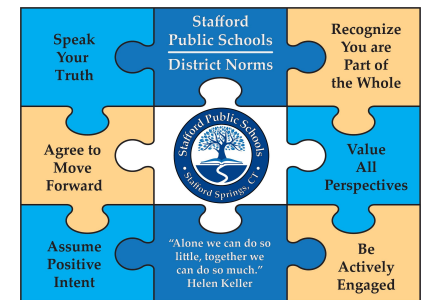 Speak
Your
Truth
Stafford
Public Schools
District Norms
Recognize
You are
Part of
the Whole
Agree to
Move
Forward
Stafford Public Schools
• Stafford Springs, CT •
Value
All
Perspectives
Assume
Positive
Intent
“Alone we can do so
little, together we
can do so much.”
Helen Keller
Be
Actively
Engaged